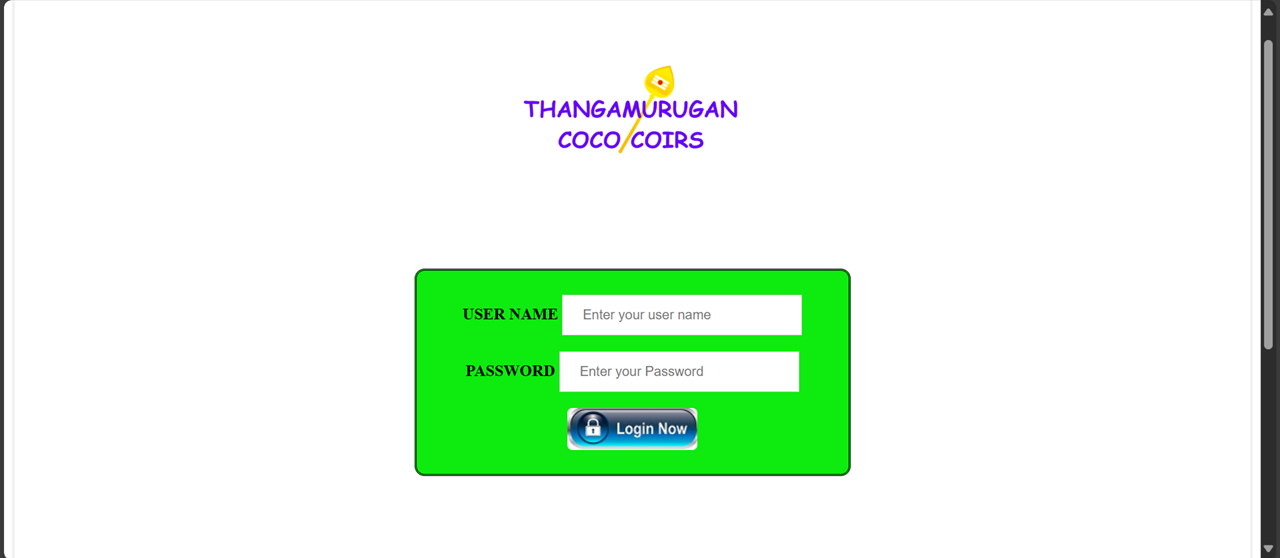 THANGAMURUGAN
COCO COIRS
USER NAME Enter your user name
PASSWORD Enter your Password
Login Now